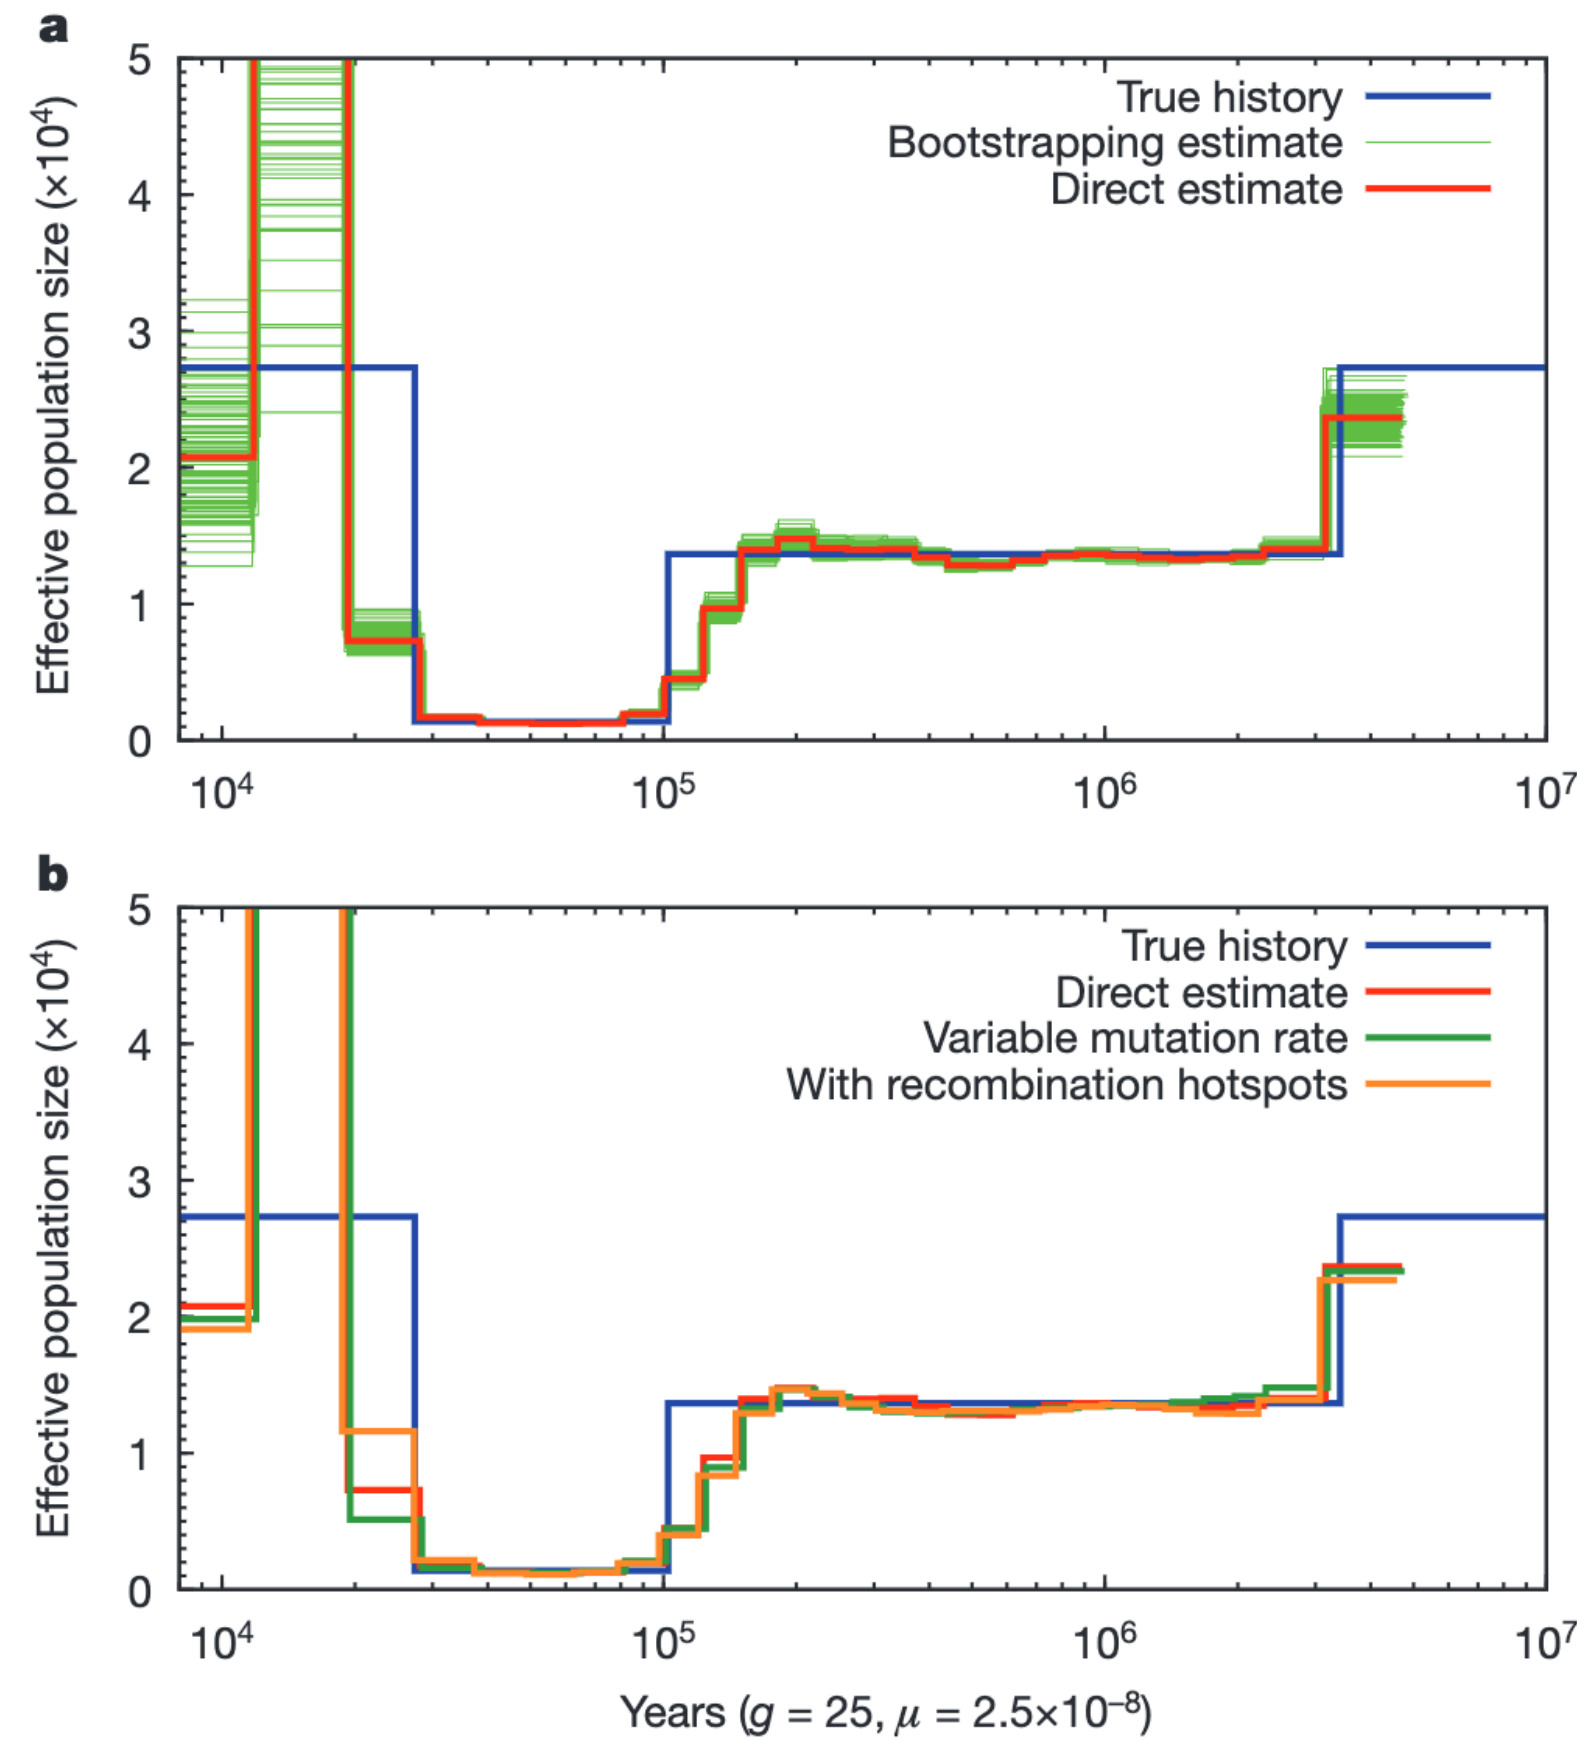 a
Effective population size (×10⁴)
5
4
3
2
1
0
True history
Bootstrapping estimate
Direct estimate
10⁴ 10⁵ 10⁶ 10⁷
b
Effective population size (×10⁴)
5
4
3
2
1
0
True history
Direct estimate
Variable mutation rate
With recombination hotspots
10⁴ 10⁵ 10⁶ 10⁷
Years (g = 25, μ = 2.5×10⁻⁸)